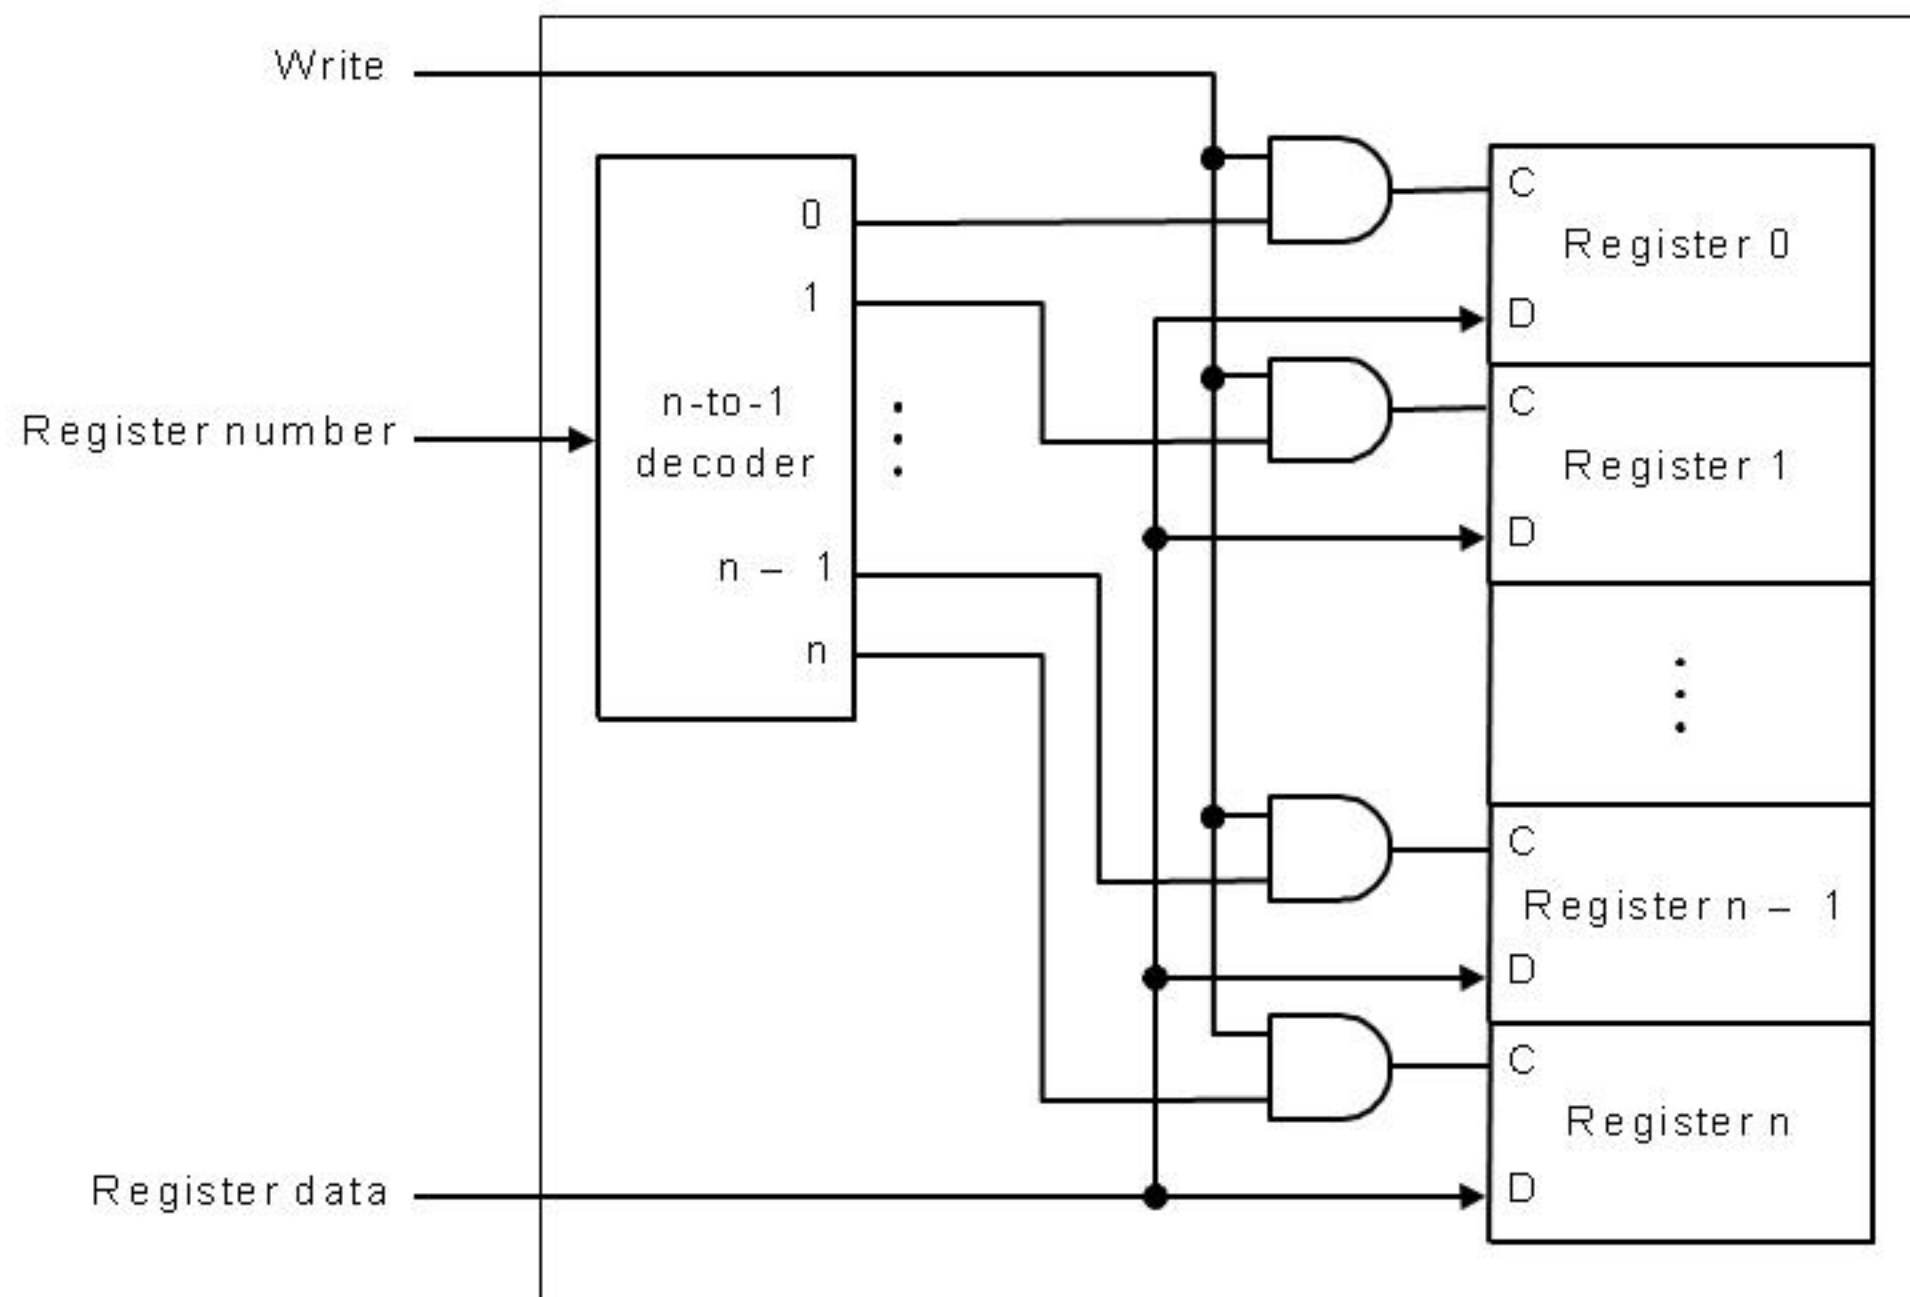 Write
0
1
n-to-1
decoder
n – 1
n
Register number
Register data
C
Register 0
D
C
Register 1
D
C
Register n – 1
D
C
Register n
D